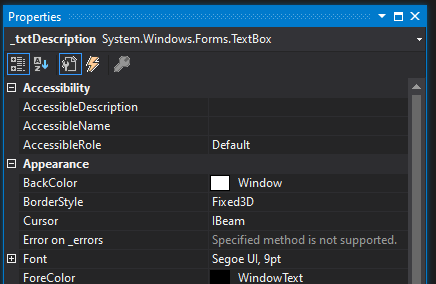 Properties
_txtDescription System.Windows.Forms.TextBox
Accessibility
AccessibleDescription
AccessibleName
AccessibleRole Default
Appearance
BackColor Window
BorderStyle Fixed3D
Cursor IBeam
Error on _errors Specified method is not supported.
Font Segoe UI, 9pt
ForeColor WindowText